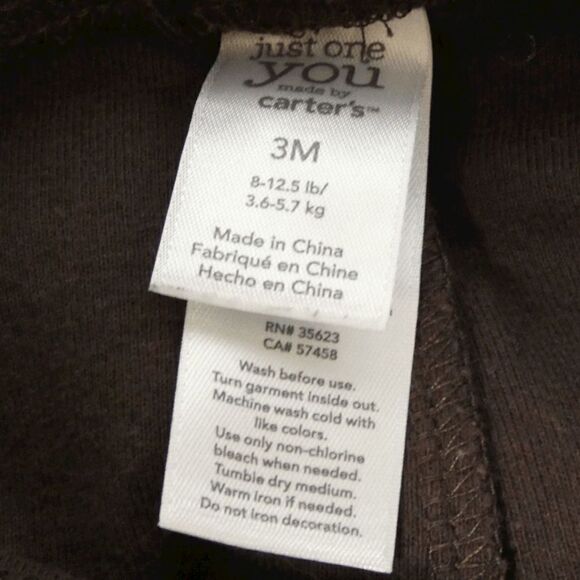 just one
you
made by
carter's™
3M
8-12.5 lb/
3.6-5.7 kg
Made in China
Fabriqué en Chine
Hecho en China
RN# 35623
CA# 57458
Wash before use.
Turn garment inside out.
Machine wash cold with
like colors.
Use only non-chlorine
bleach when needed.
Tumble dry medium.
Warm iron if needed.
Do not iron decoration.